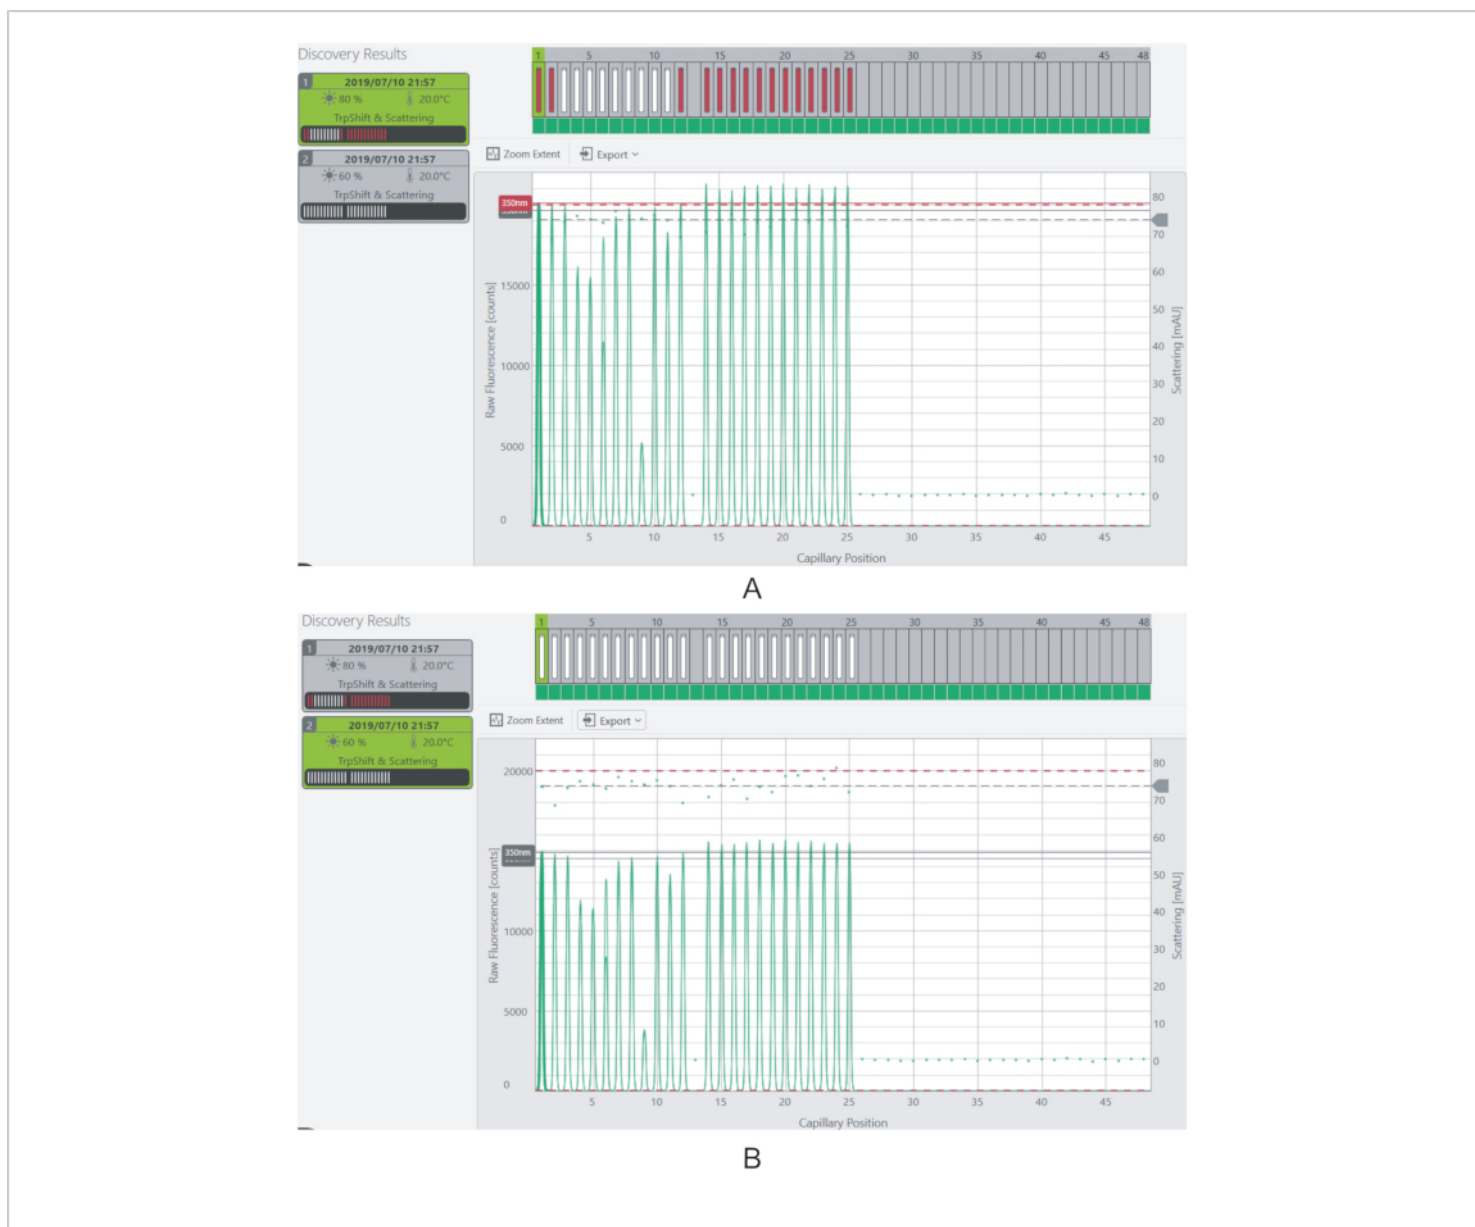 Discovery Results
1 5 10 15 20 25 30 35 40 45 48
1 2019/07/10 21:57
80 % 20.0°C
TrpShift & Scattering
2 2019/07/10 21:57
60 % 20.0°C
TrpShift & Scattering
Zoom Extent Export
350nm
Raw Fluorescence [counts]
15000
10000
5000
0
80
70
60
50
40
30
20
10
0
Scattering [mAU]
5 10 15 20 25 30 35 40 45
Capillary Position
A
Discovery Results
1 5 10 15 20 25 30 35 40 45 48
1 2019/07/10 21:57
80 % 20.0°C
TrpShift & Scattering
2 2019/07/10 21:57
60 % 20.0°C
TrpShift & Scattering
Zoom Extent Export
350nm
Raw Fluorescence [counts]
20000
10000
5000
0
80
70
60
50
40
30
20
10
0
Scattering [mAU]
5 10 15 20 25 30 35 40 45
Capillary Position
B